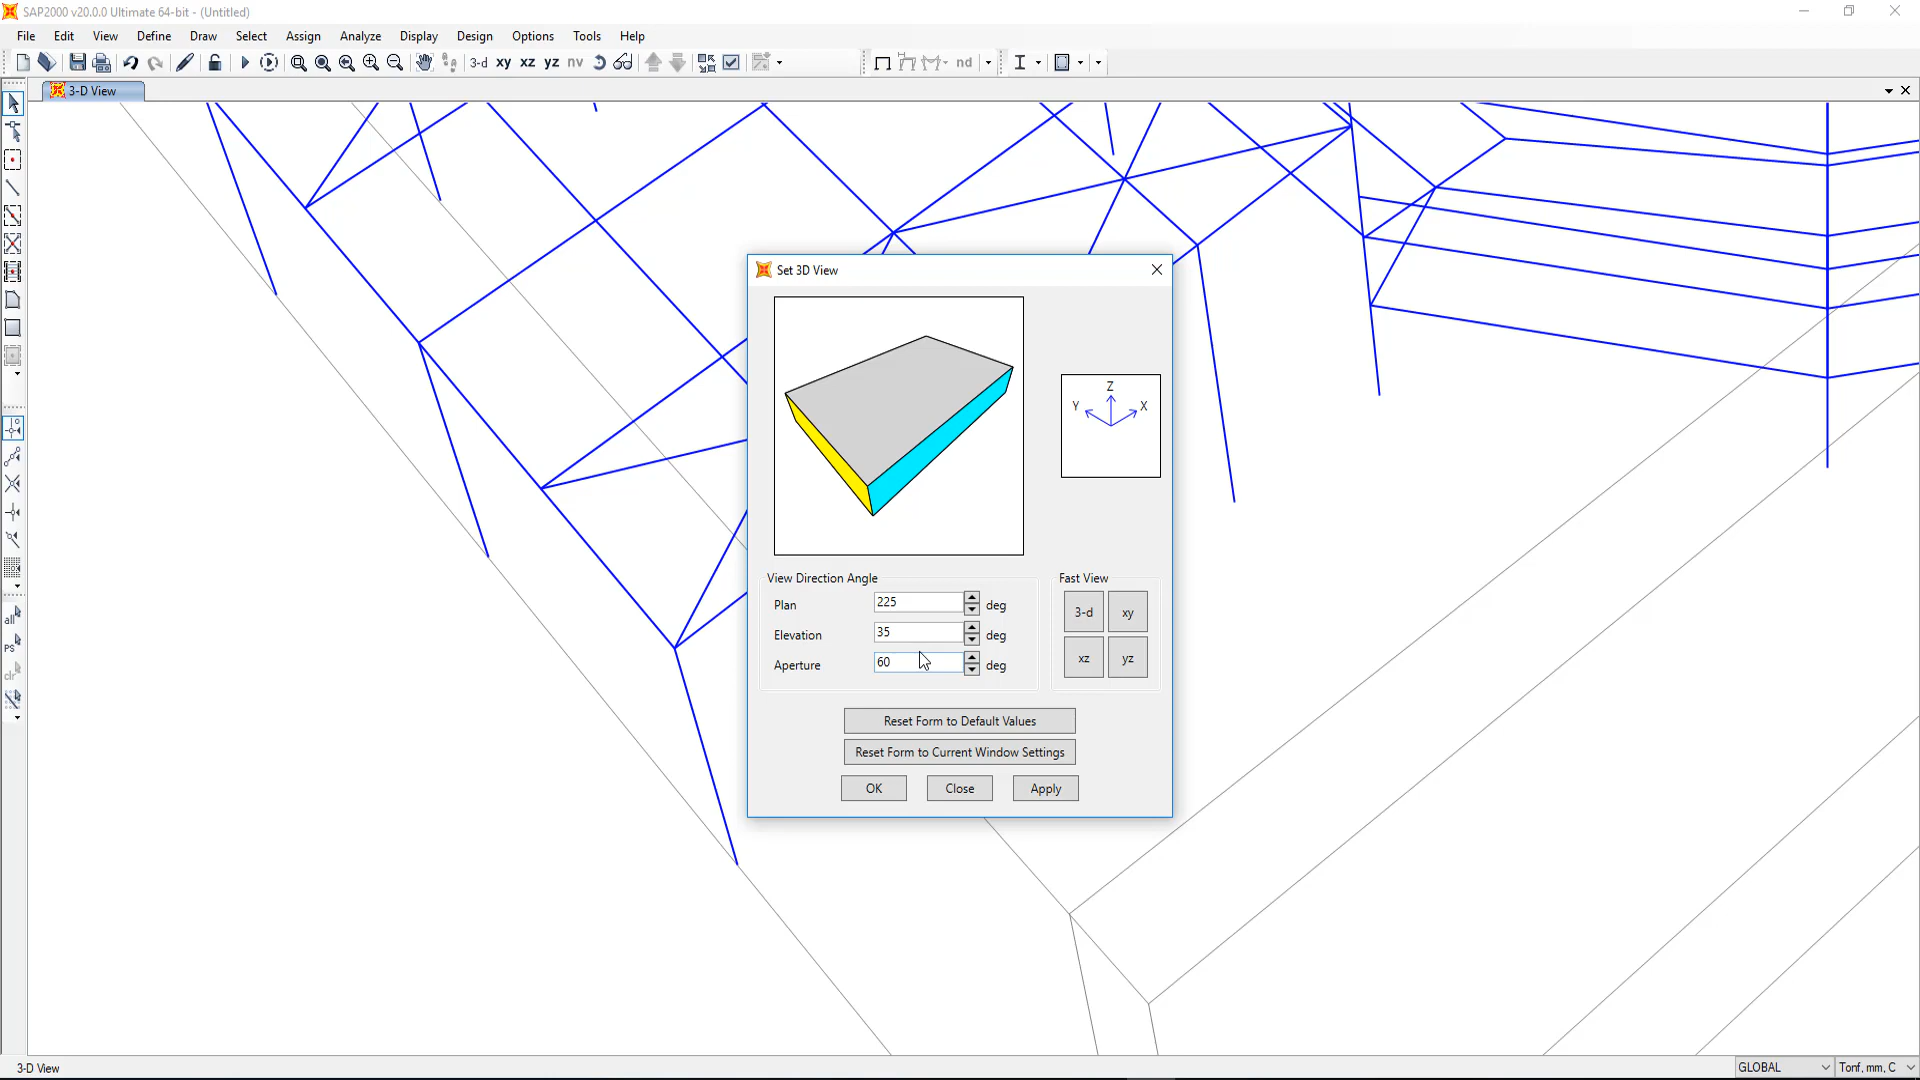 SAP2000 v20.0.0 Ultimate 64-bit - (Untitled)
File Edit View Define Draw Select Assign Analyze Display Design Options Tools Help
3-d xy xz yz nv nd
3-D View
Set 3D View
Z
Y X
View Direction Angle
Plan 225 deg
Elevation 35 deg
Aperture 60 deg
Fast View
3-d xy
xz yz
Reset Form to Default Values
Reset Form to Current Window Settings
OK Close Apply
all
PS
clr
3-D View
GLOBAL
Tonf, mm, C